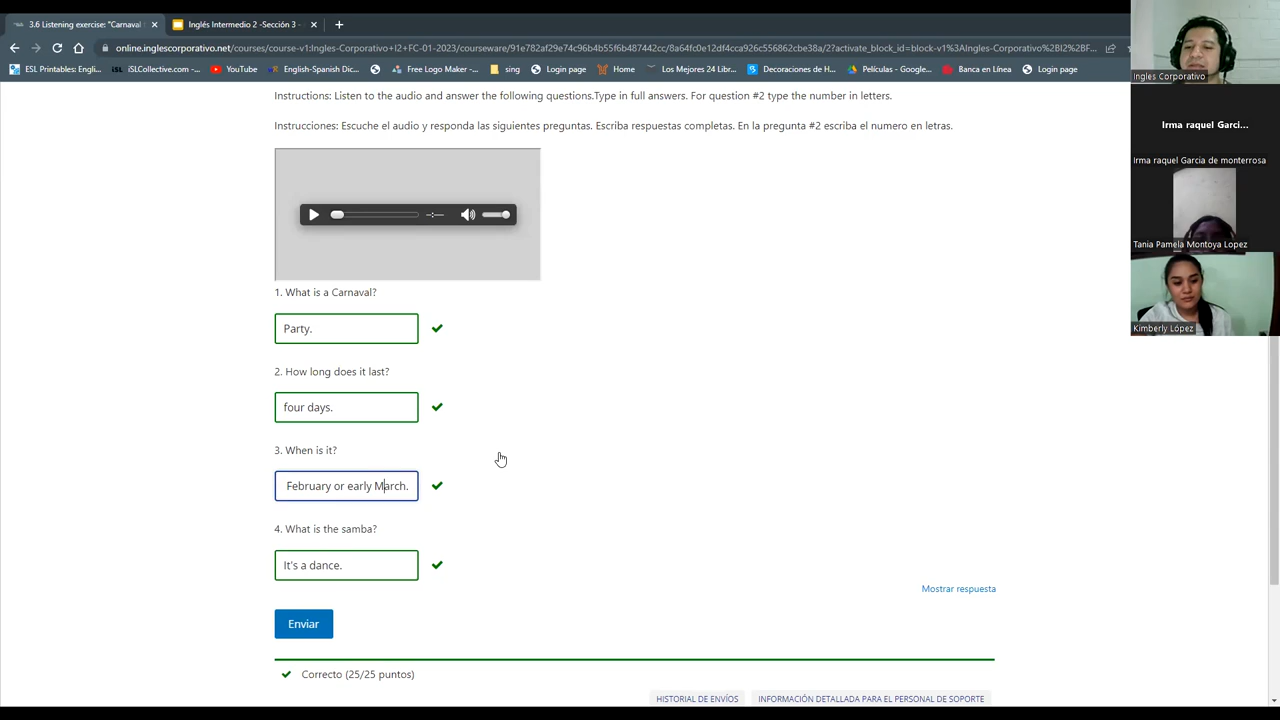 3.6 Listening exercise: "Carnaval
Inglés Intermedio 2 -Sección 3 -
online.inglescorporativo.net/courses/course-v1:Ingles-Corporativo+I2+FC-01-2023/courseware/91e782af29e74c96b4b55f6b487442cc/8a64fc0e12df4cca926c556862cbe38a/2?activate_block_id=block-v1%3AIngles-Corporativo%2BI2%2BF...
ESL Printables: Engli...
iSLCollective.com -...
YouTube
English-Spanish Dic...
Free Logo Maker -...
sing
Login page
Home
Los Mejores 24 Libr...
Decoraciones de H...
Películas - Google...
Banca en Línea
Login page
Instructions: Listen to the audio and answer the following questions.Type in full answers. For question #2 type the number in letters.
Instrucciones: Escuche el audio y responda las siguientes preguntas. Escriba respuestas completas. En la pregunta #2 escriba el numero en letras.
-:--
1. What is a Carnaval?
Party.
2. How long does it last?
four days.
3. When is it?
February or early March.
4. What is the samba?
It's a dance.
Mostrar respuesta
Enviar
Correcto (25/25 puntos)
HISTORIAL DE ENVÍOS
INFORMACIÓN DETALLADA PARA EL PERSONAL DE SOPORTE
Ingles Corporativo
Irma raquel Garci...
Irma raquel Garcia de monterrosa
Tania Pamela Montoya Lopez
Kimberly López